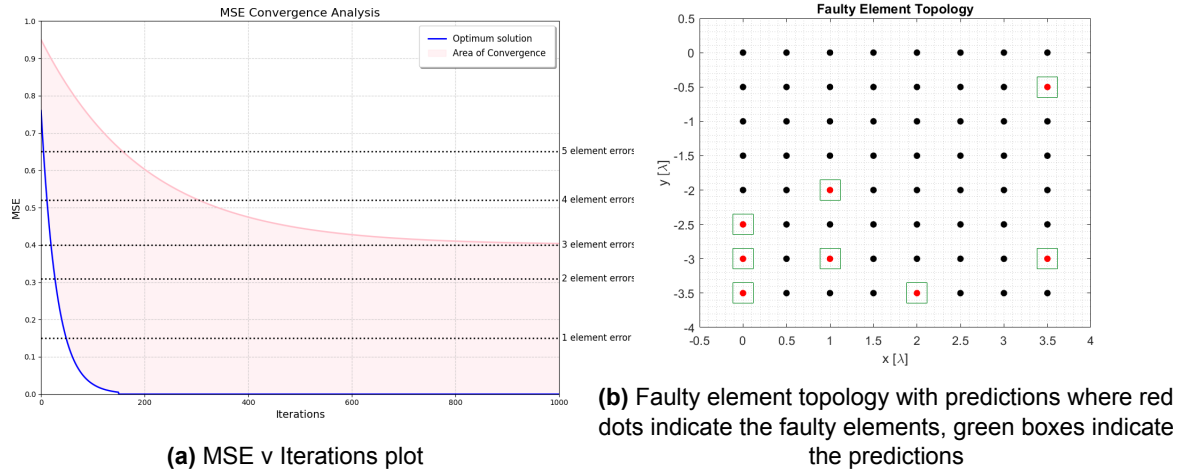 MSE Convergence Analysis
1.0
0.9
0.8
0.7
0.6
0.5
0.4
0.3
0.2
0.1
0.0
MSE
Optimum solution
Area of Convergence
5 element errors
4 element errors
3 element errors
2 element errors
1 element error
0
200
400
600
800
1000
Iterations
(a) MSE v Iterations plot
Faulty Element Topology
0.5
0
-0.5
-1
-1.5
-2
-2.5
-3
-3.5
-4
y [λ]
-0.5
0
0.5
1
1.5
2
2.5
3
3.5
4
x [λ]
(b) Faulty element topology with predictions where red
dots indicate the faulty elements, green boxes indicate
the predictions